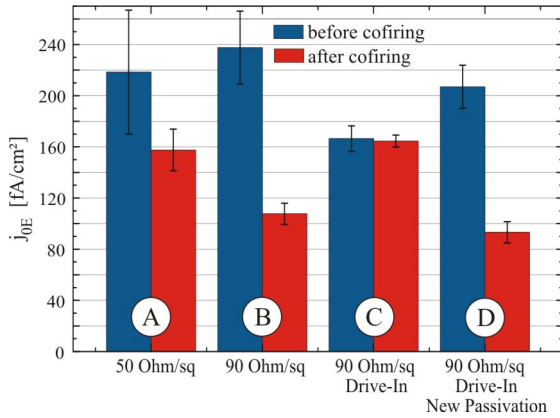 before cofiring
after cofiring
j0E [fA/cm²]
240
200
160
120
80
40
0
A
B
C
D
50 Ohm/sq
90 Ohm/sq
90 Ohm/sq
Drive-In
90 Ohm/sq
Drive-In
New Passivation